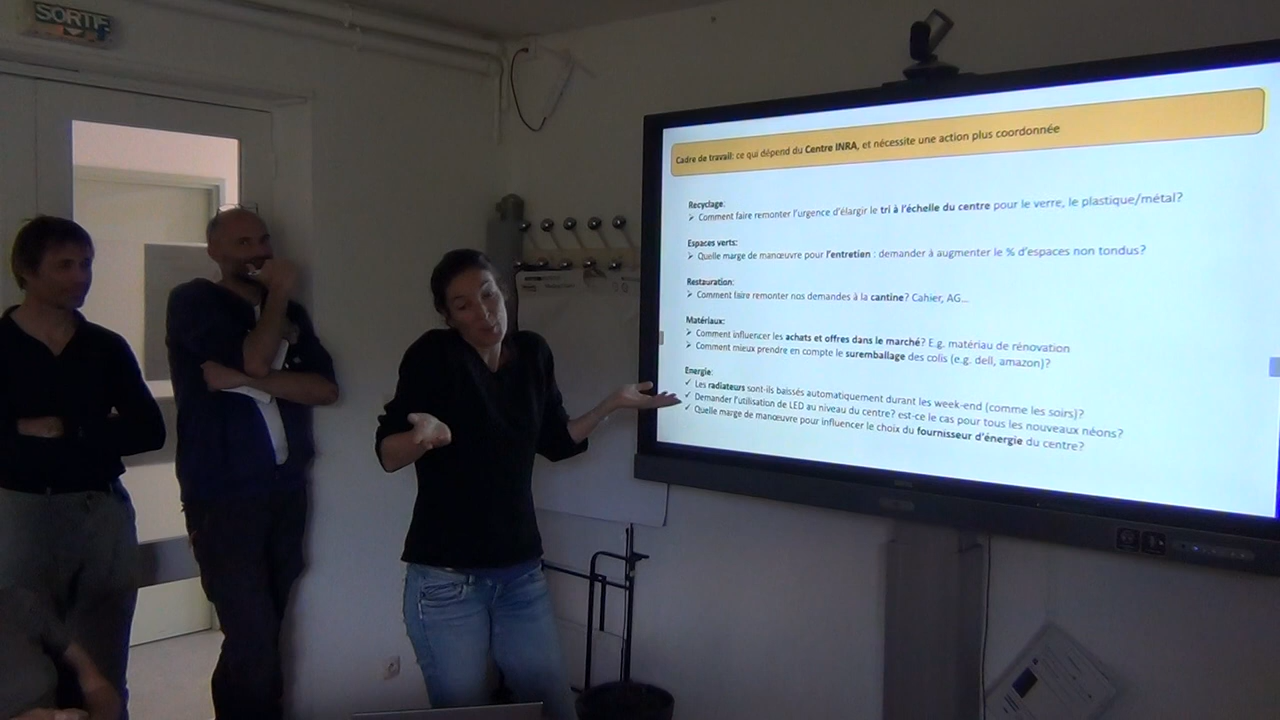 SORTIE
Cadre de travail: ce qui dépend du Centre INRA, et nécessite une action plus coordonnée
Recyclage:
➢ Comment faire remonter l'urgence d'élargir le tri à l'échelle du centre pour le verre, le plastique/métal?
Espaces verts:
➢ Quelle marge de manœuvre pour l'entretien : demander à augmenter le % d'espaces non tondus?
Restauration:
➢ Comment faire remonter nos demandes à la cantine? Cahier, AG...
Matériaux:
➢ Comment influencer les achats et offres dans le marché? E.g. matériau de rénovation
➢ Comment mieux prendre en compte le suremballage des colis (e.g. dell, amazon)?
Energie:
✓ Les radiateurs sont-ils baissés automatiquement durant les week-end (comme les soirs)?
✓ Demander l'utilisation de LED au niveau du centre? est-ce le cas pour tous les nouveaux néons?
✓ Quelle marge de manœuvre pour influencer le choix du fournisseur d'énergie du centre?